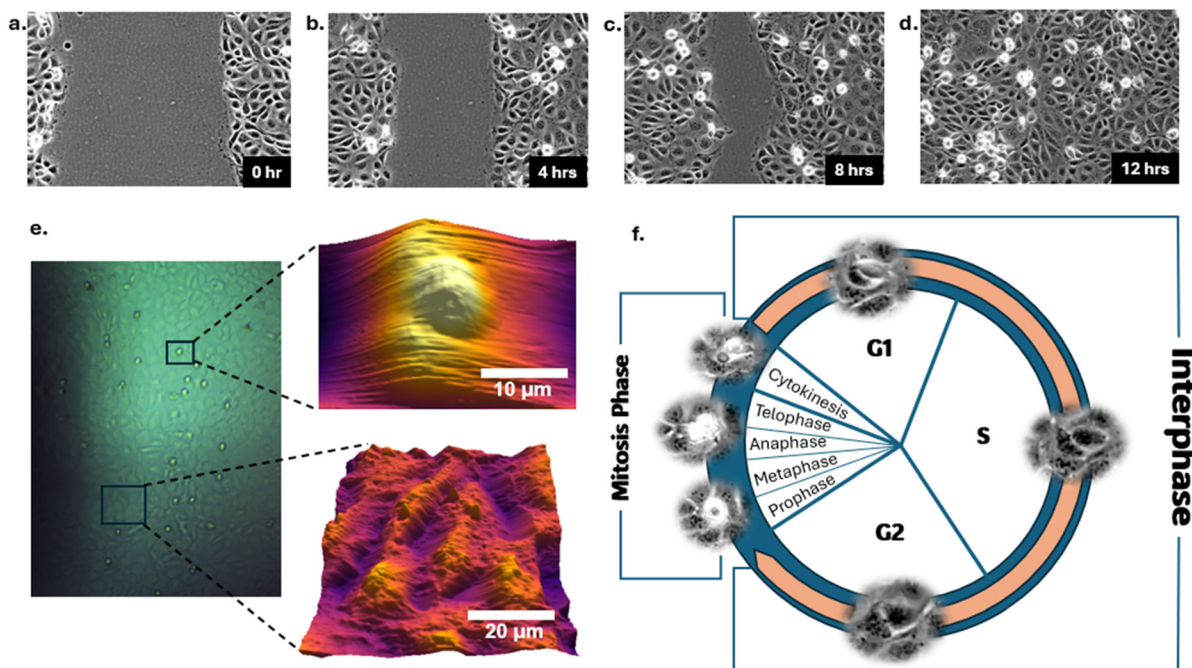 a.
0 hr
b.
4 hrs
c.
8 hrs
d.
12 hrs
e.
10 µm
20 µm
f.
Mitosis Phase
Interphase
G1
Cytokinesis
Telophase
Anaphase
Metaphase
Prophase
S
G2